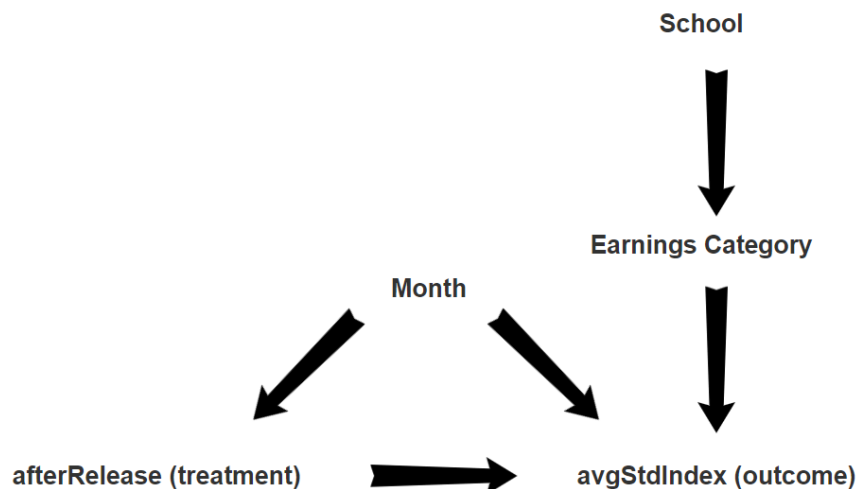 School
Earnings Category
Month
afterRelease (treatment)
avgStdIndex (outcome)